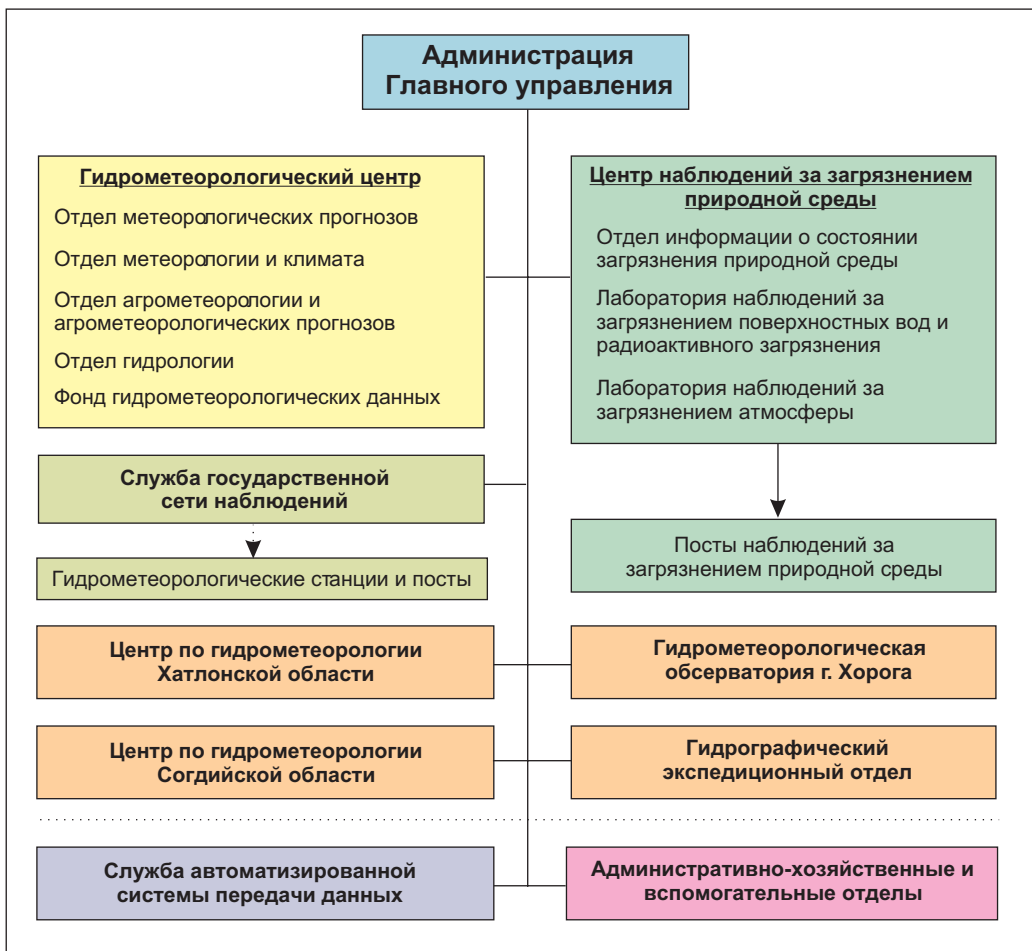 Администрация
Главного управления
Гидрометеорологический центр
Отдел метеорологических прогнозов
Отдел метеорологии и климата
Отдел агрометеорологии и
агрометеорологических прогнозов
Отдел гидрологии
Фонд гидрометеорологических данных
Центр наблюдений за загрязнением
природной среды
Отдел информации о состоянии
загрязнения природной среды
Лаборатория наблюдений за
загрязнением поверхностных вод и
радиоактивного загрязнения
Лаборатория наблюдений за
загрязнением атмосферы
Служба государственной
сети наблюдений
Гидрометеорологические станции и посты
Посты наблюдений за
загрязнением природной среды
Центр по гидрометеорологии
Хатлонской области
Гидрометеорологическая
обсерватория г. Хорога
Центр по гидрометеорологии
Согдийской области
Гидрографический
экспедиционный отдел
Служба автоматизированной
системы передачи данных
Административно-хозяйственные и
вспомогательные отделы